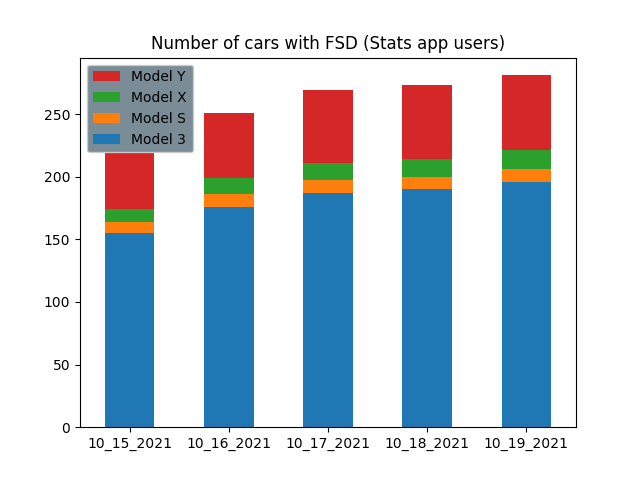 Number of cars with FSD (Stats app users)
Model Y
Model X
Model S
Model 3
250
200
150
100
50
0
10_15_2021 10_16_2021 10_17_2021 10_18_2021 10_19_2021